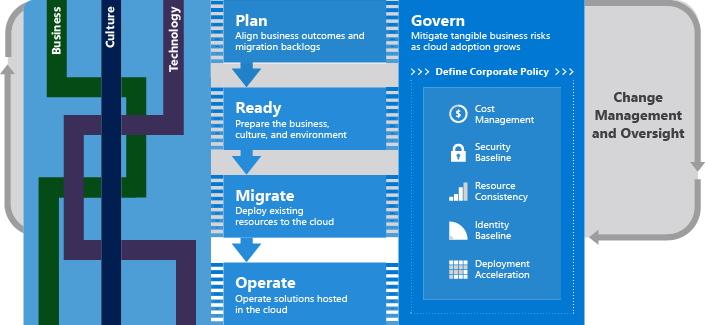 Business
Culture
Technology
Plan
Align business outcomes and
migration backlogs
Ready
Prepare the business,
culture, and environment
Migrate
Deploy existing
resources to the cloud
Operate
Operate solutions hosted
in the cloud
Govern
Mitigate tangible business risks
as cloud adoption grows
>>> Define Corporate Policy >>>
$
Cost
Management
Security
Baseline
Resource
Consistency
Identity
Baseline
Deployment
Acceleration
Change
Management
and Oversight